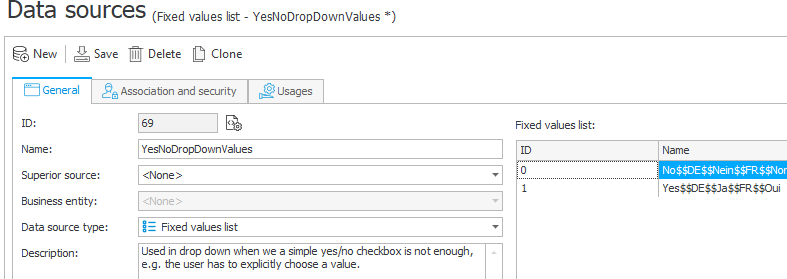 Data sources (Fixed values list - YesNoDropDownValues *)
New Save Delete Clone
General Association and security Usages
ID: 69
Fixed values list:
ID Name
Name: YesNoDropDownValues
0 No$$DE$$Nein$$FR$$Non
Superior source: <None>
1 Yes$$DE$$Ja$$FR$$Oui
Business entity: <None>
Data source type: Fixed values list
Description: Used in drop down when we a simple yes/no checkbox is not enough,
e.g. the user has to explicitly choose a value.